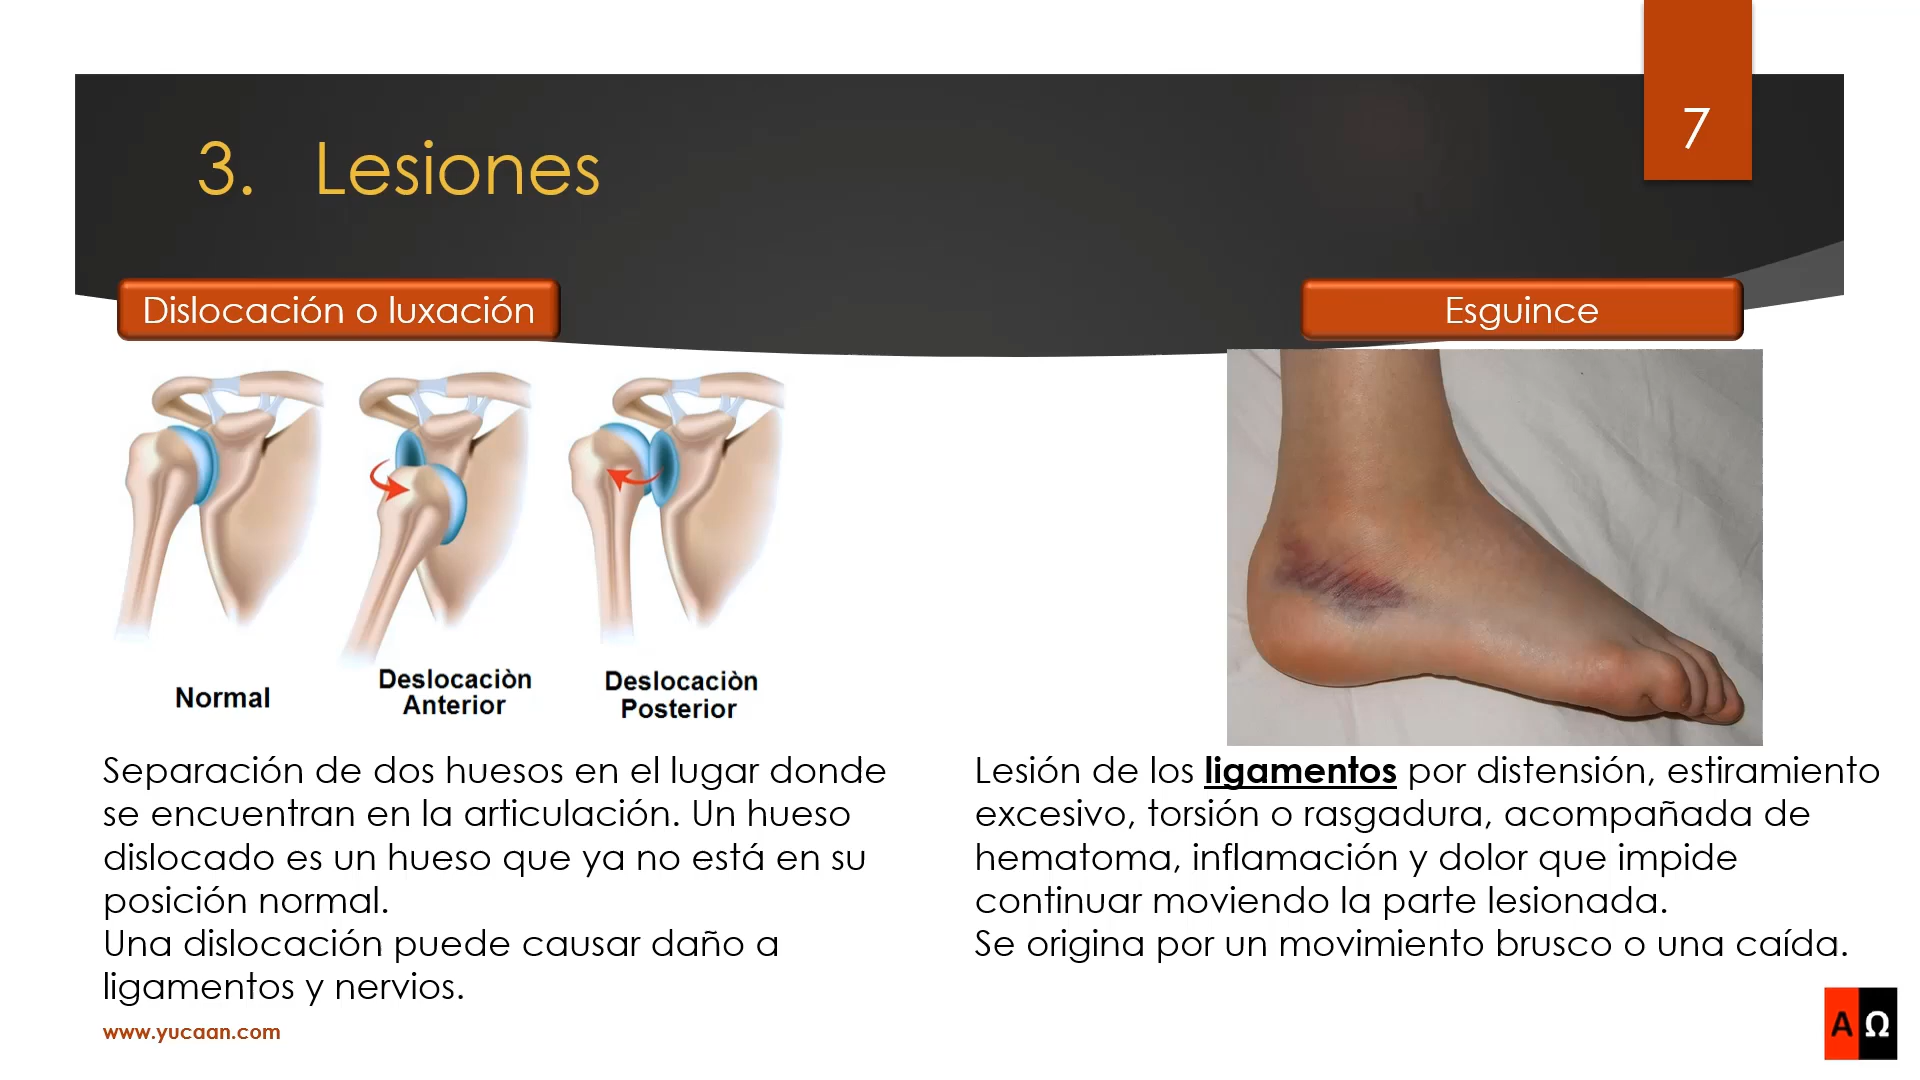 7
3. Lesiones
Dislocación o luxación
Normal
Deslocaciòn
Anterior
Deslocaciòn
Posterior
Separación de dos huesos en el lugar donde
se encuentran en la articulación. Un hueso
dislocado es un hueso que ya no está en su
posición normal.
Una dislocación puede causar daño a
ligamentos y nervios.
Esguince
Lesión de los ligamentos por distensión, estiramiento
excesivo, torsión o rasgadura, acompañada de
hematoma, inflamación y dolor que impide
continuar moviendo la parte lesionada.
Se origina por un movimiento brusco o una caída.
www.yucaan.com
A Ω